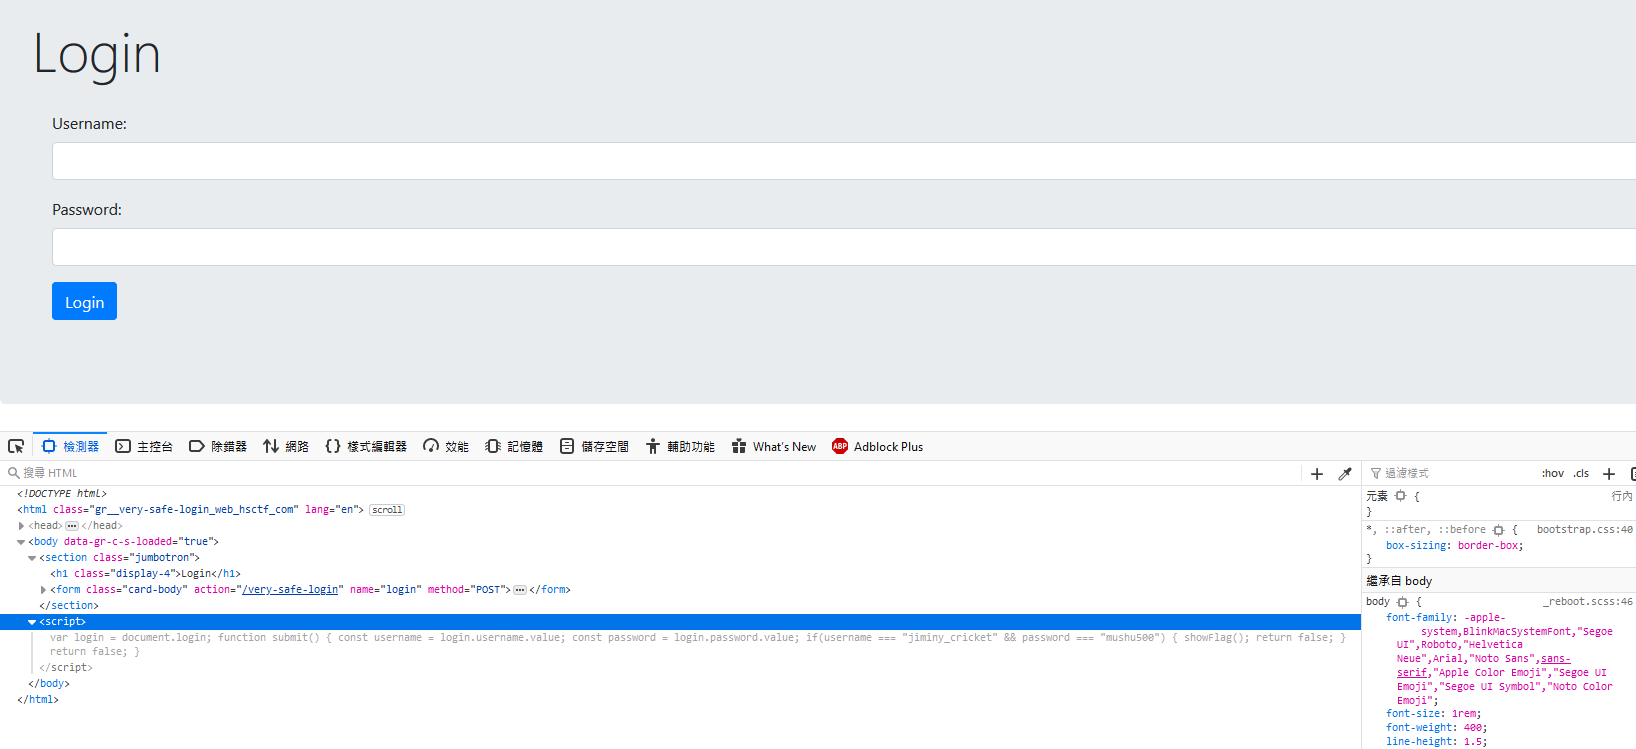 Login
Username:
Password:
Login
檢測器 主控台 除錯器 網路 樣式編輯器 效能 記憶體 儲存空間 輔助功能 What's New ABP Adblock Plus
搜尋 HTML
<!DOCTYPE html>
<html class="gr__very-safe-login_web_hsctf_com" lang="en"> scroll
<head>…</head>
<body data-gr-c-s-loaded="true">
<section class="jumbotron">
<h1 class="display-4">Login</h1>
<form class="card-body" action="/very-safe-login" name="login" method="POST">…</form>
</section>
<script>
var login = document.login; function submit() { const username = login.username.value; const password = login.password.value; if(username === "jiminy_cricket" && password === "mushu500") { showFlag(); return false; }
return false; }
</script>
</body>
</html>
過濾樣式 :hov .cls
元素 { 行內
}
*, ::after, ::before { bootstrap.css:40
box-sizing: border-box;
}
繼承自 body
body { _reboot.scss:46
font-family: -apple-
system,BlinkMacSystemFont,"Segoe
UI",Roboto,"Helvetica
Neue",Arial,"Noto Sans",sans-
serif,"Apple Color Emoji","Segoe UI
Emoji","Segoe UI Symbol","Noto Color
Emoji";
font-size: 1rem;
font-weight: 400;
line-height: 1.5;